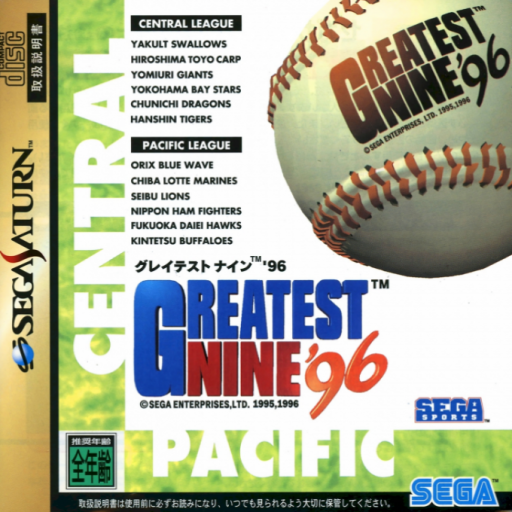 COMPACT
disc
取扱説明書
SEGA SATURN
CENTRAL
CENTRAL LEAGUE
YAKULT SWALLOWS
HIROSHIMA TOYO CARP
YOMIURI GIANTS
YOKOHAMA BAY STARS
CHUNICHI DRAGONS
HANSHIN TIGERS
PACIFIC LEAGUE
ORIX BLUE WAVE
CHIBA LOTTE MARINES
SEIBU LIONS
NIPPON HAM FIGHTERS
FUKUOKA DAIEI HAWKS
KINTETSU BUFFALOES
GREATEST™
NINE'96
©SEGA ENTERPRISES, LTD. 1995,1996
グレイテスト ナイン™'96
GREATEST™
NINE'96
©SEGA ENTERPRISES,LTD. 1995,1996
SEGA
SPORTS™
推奨年齢
全年齢
PACIFIC
取扱説明書は使用前に必ずお読みになり、いつでも見られるよう大切に保管してください。
SEGA